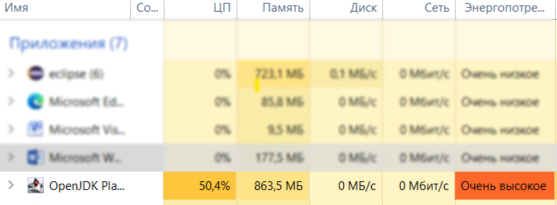 Имя Со... ЦП Память Диск Сеть Энергопотре...
Приложения (7)
eclipse (6) 0% 723,1 МБ 0,1 МБ/с 0 Мбит/с Очень низкое
Microsoft Ed... 0% 85,8 МБ 0 МБ/с 0 Мбит/с Очень низкое
Microsoft Vis... 0% 9,5 МБ 0 МБ/с 0 Мбит/с Очень низкое
Microsoft W... 0% 177,5 МБ 0 МБ/с 0 Мбит/с Очень низкое
OpenJDK Pla... 50,4% 863,5 МБ 0 МБ/с 0 Мбит/с Очень высокое